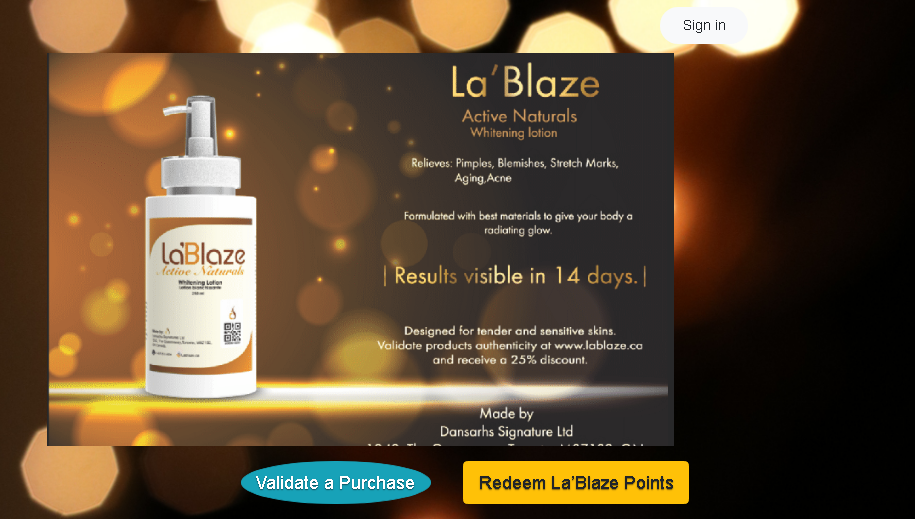 Sign in
La'Blaze
Active Naturals
Whitening lotion
Relieves: Pimples, Blemishes, Stretch Marks,
Aging,Acne
Formulated with best materials to give your body a
radiating glow.
| Results visible in 14 days. |
Designed for tender and sensitive skins.
Validate products authenticity at www.lablaze.ca
and receive a 25% discount.
Made by
Dansarhs Signature Ltd
La'Blaze
Active Naturals
Whitening Lotion
Validate a Purchase
Redeem La'Blaze Points